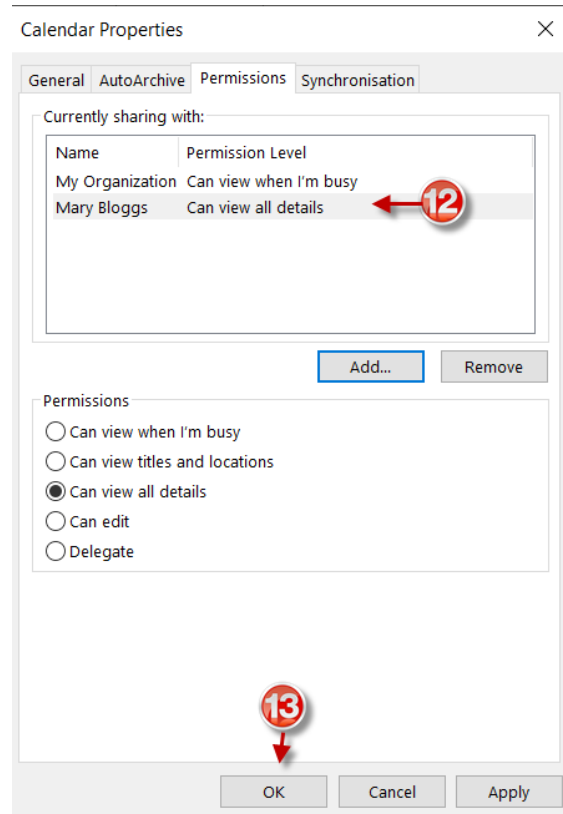 Calendar Properties
General AutoArchive Permissions Synchronisation
Currently sharing with:
Name Permission Level
My Organization Can view when I'm busy
Mary Bloggs Can view all details 12
Add... Remove
Permissions
Can view when I'm busy
Can view titles and locations
Can view all details
Can edit
Delegate
13
OK Cancel Apply